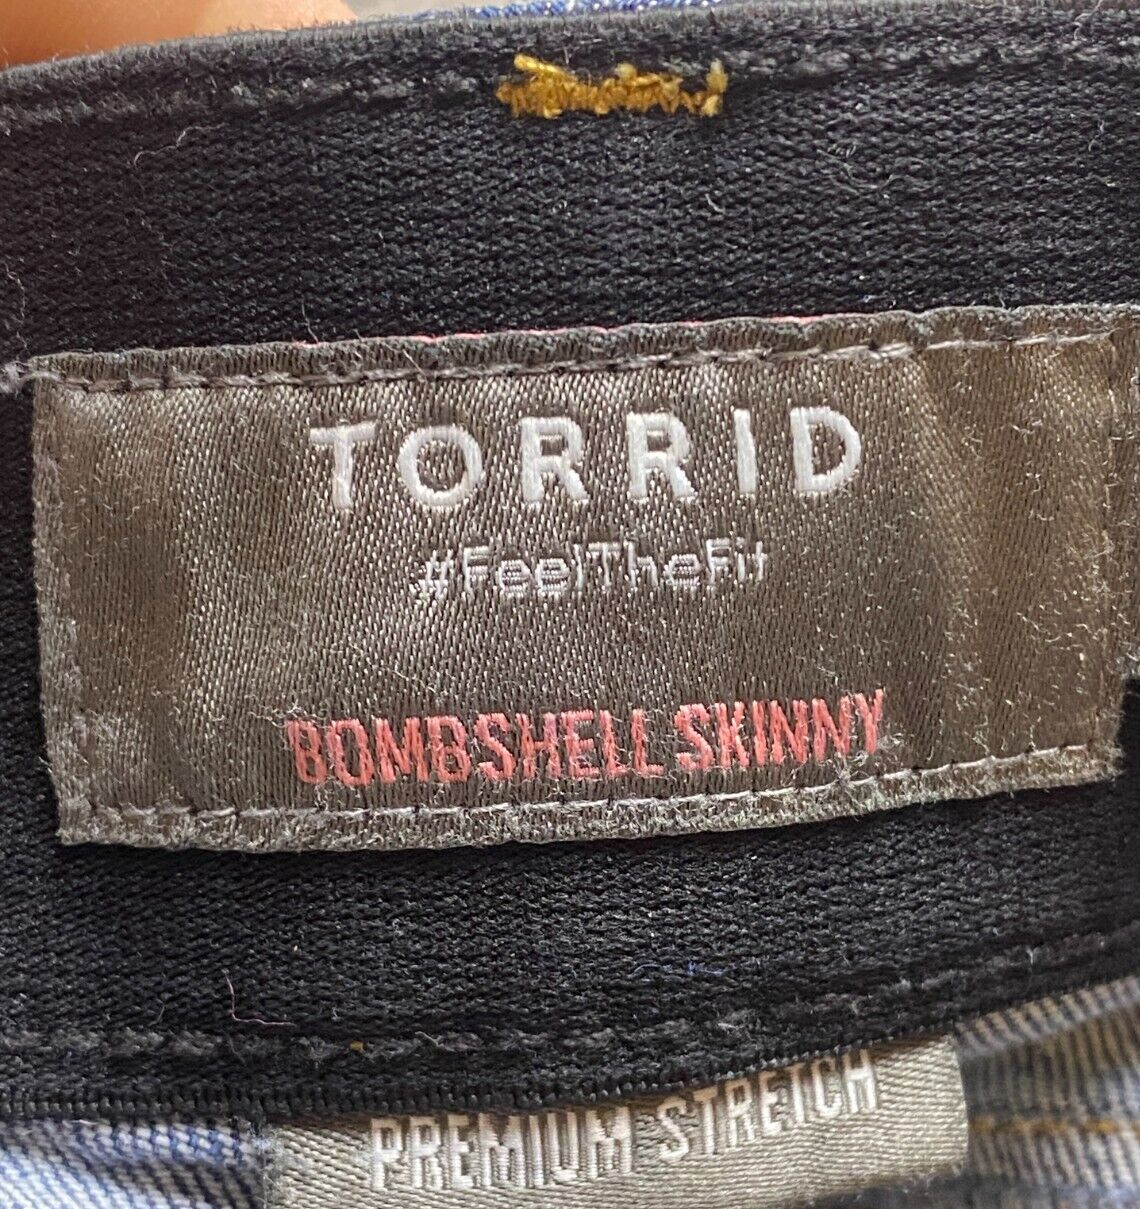 TORRID
#FeelTheFit
BOMBSHELL SKINNY
PREMIUM STRETCH